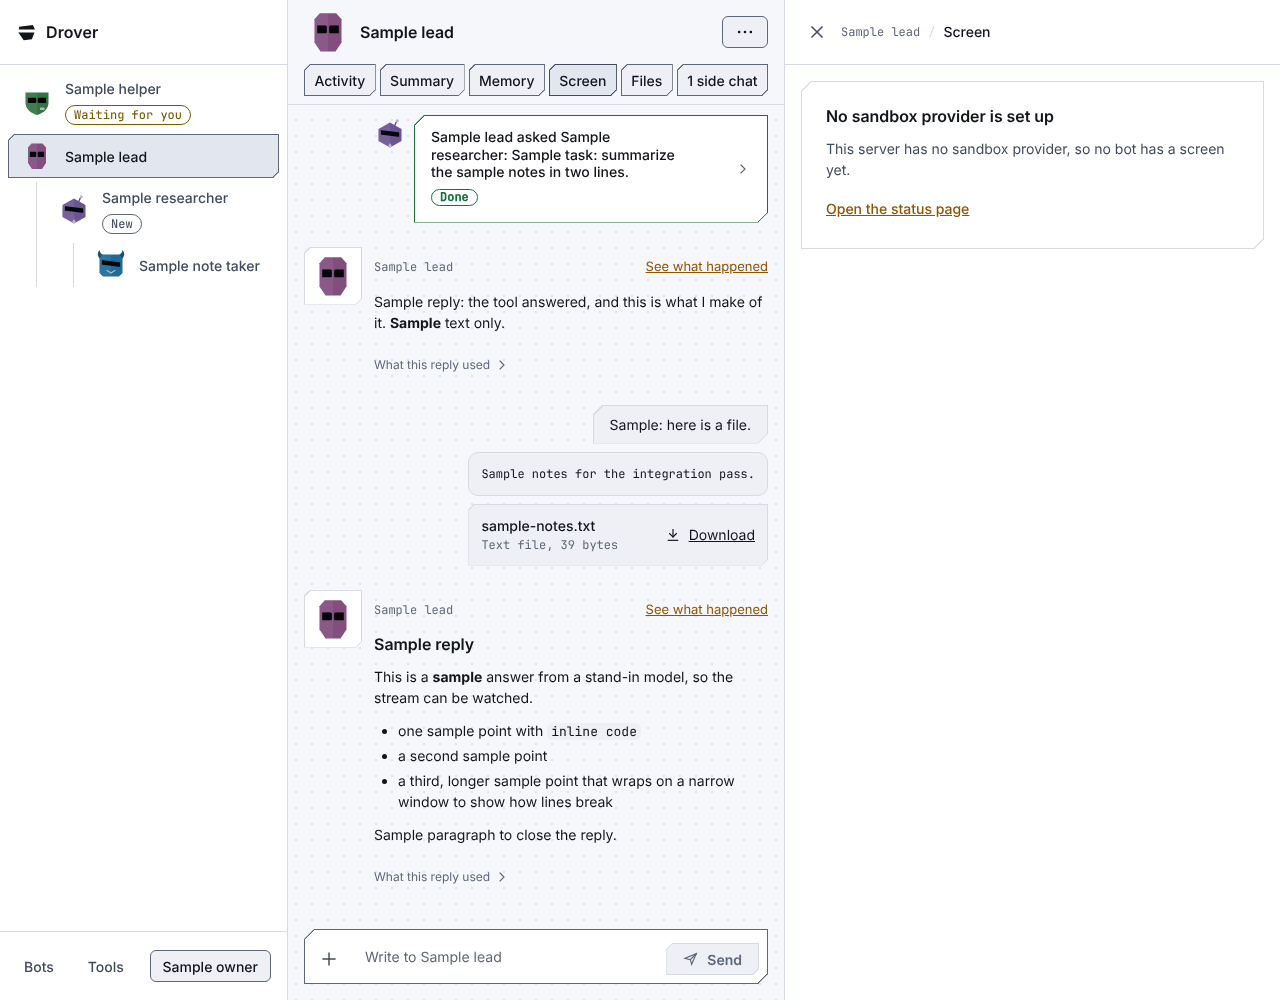 Drover
Sample helper
Waiting for you
Sample lead
Sample researcher
New
Sample note taker
Bots
Tools
Sample owner
Sample lead
Activity
Summary
Memory
Screen
Files
1 side chat
Sample lead asked Sample
researcher: Sample task: summarize
the sample notes in two lines.
Done
Sample lead
See what happened
Sample reply: the tool answered, and this is what I make of
it. Sample text only.
What this reply used
Sample: here is a file.
Sample notes for the integration pass.
sample-notes.txt
Text file, 39 bytes
Download
Sample lead
See what happened
Sample reply
This is a sample answer from a stand-in model, so the
stream can be watched.
one sample point with inline code
a second sample point
a third, longer sample point that wraps on a narrow
window to show how lines break
Sample paragraph to close the reply.
What this reply used
Write to Sample lead
Send
Sample lead / Screen
No sandbox provider is set up
This server has no sandbox provider, so no bot has a screen
yet.
Open the status page